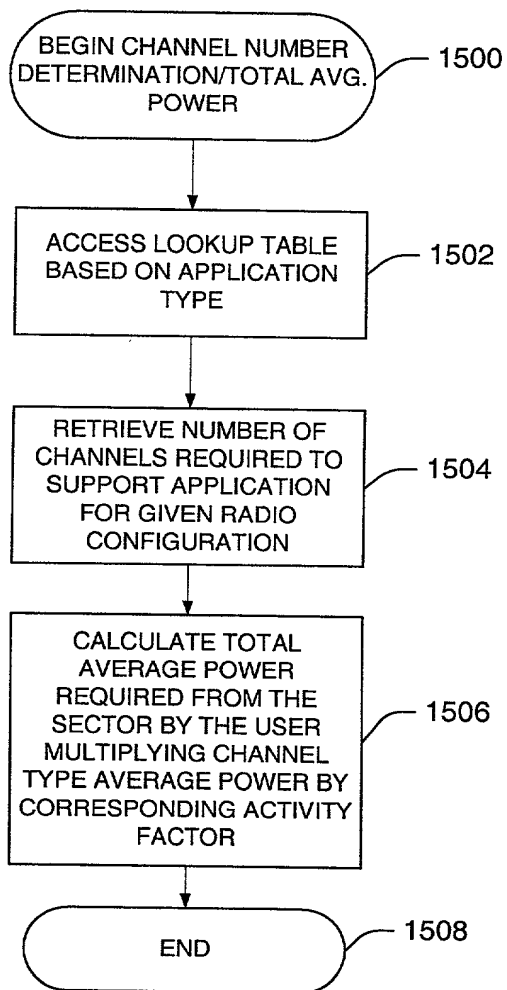 BEGIN CHANNEL NUMBER
DETERMINATION/TOTAL AVG.
POWER
1500
ACCESS LOOKUP TABLE
BASED ON APPLICATION
TYPE
1502
RETRIEVE NUMBER OF
CHANNELS REQUIRED TO
SUPPORT APPLICATION
FOR GIVEN RADIO
CONFIGURATION
1504
CALCULATE TOTAL
AVERAGE POWER
REQUIRED FROM THE
SECTOR BY THE USER
MULTIPLYING CHANNEL
TYPE AVERAGE POWER BY
CORRESPONDING ACTIVITY
FACTOR
1506
END
1508